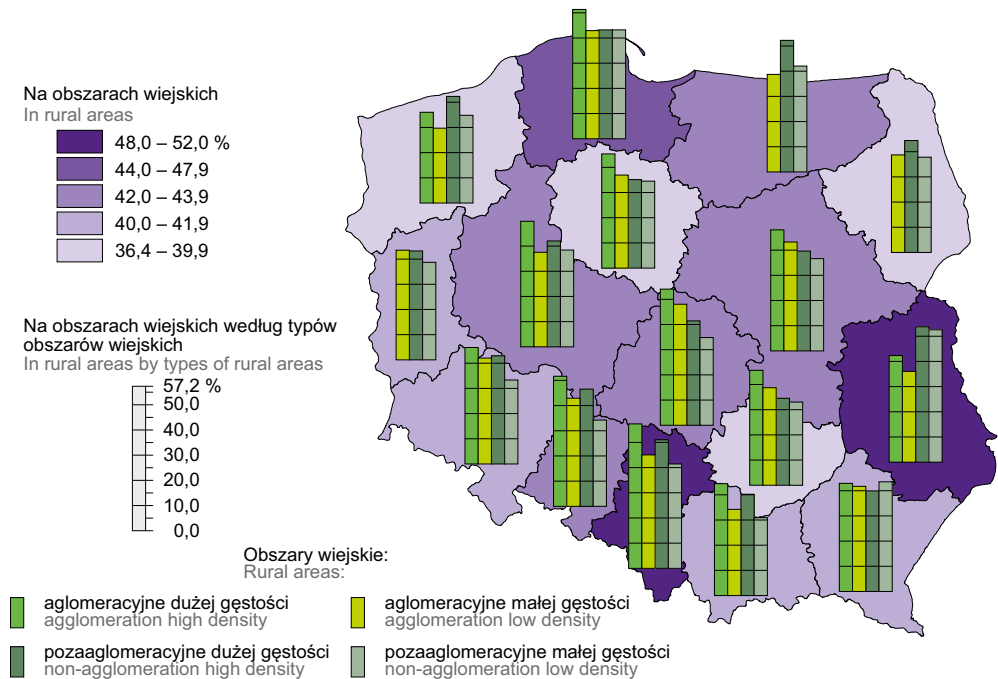 Na obszarach wiejskich
In rural areas
48,0 – 52,0 %
44,0 – 47,9
42,0 – 43,9
40,0 – 41,9
36,4 – 39,9
Na obszarach wiejskich według typów
obszarów wiejskich
In rural areas by types of rural areas
57,2 %
50,0
40,0
30,0
20,0
10,0
0,0
Obszary wiejskie:
Rural areas:
aglomeracyjne dużej gęstości
agglomeration high density
aglomeracyjne małej gęstości
agglomeration low density
pozaaglomeracyjne dużej gęstości
non-agglomeration high density
pozaaglomeracyjne małej gęstości
non-agglomeration low density